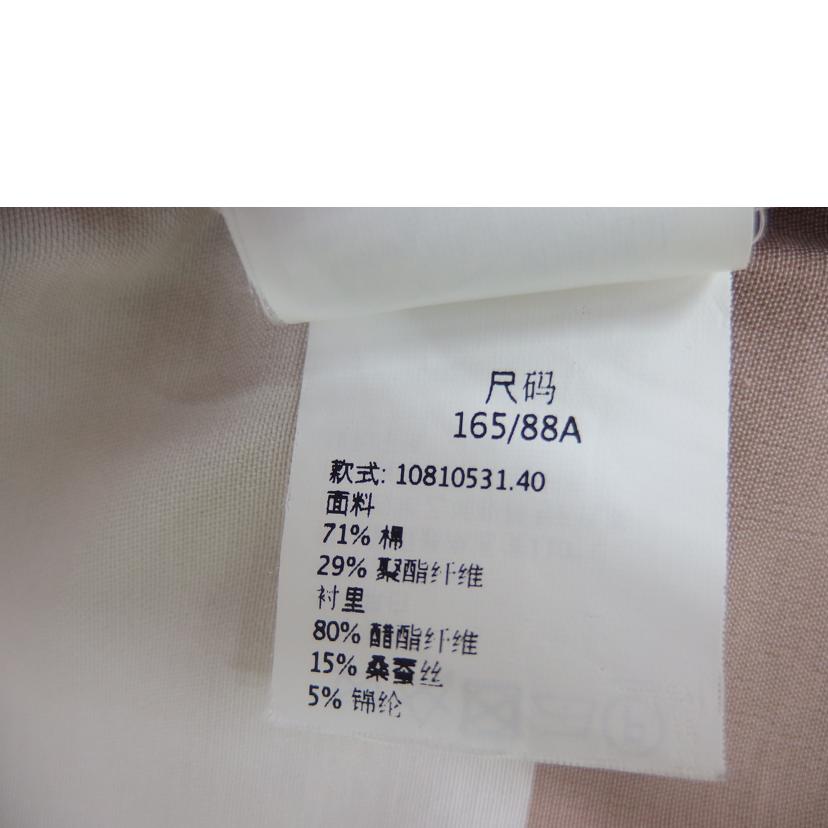 尺码
165/88A
款式: 10810531.40
面料
71% 棉
29% 聚酯纤维
衬里
80% 醋酯纤维
15% 桑蚕丝
5% 锦纶